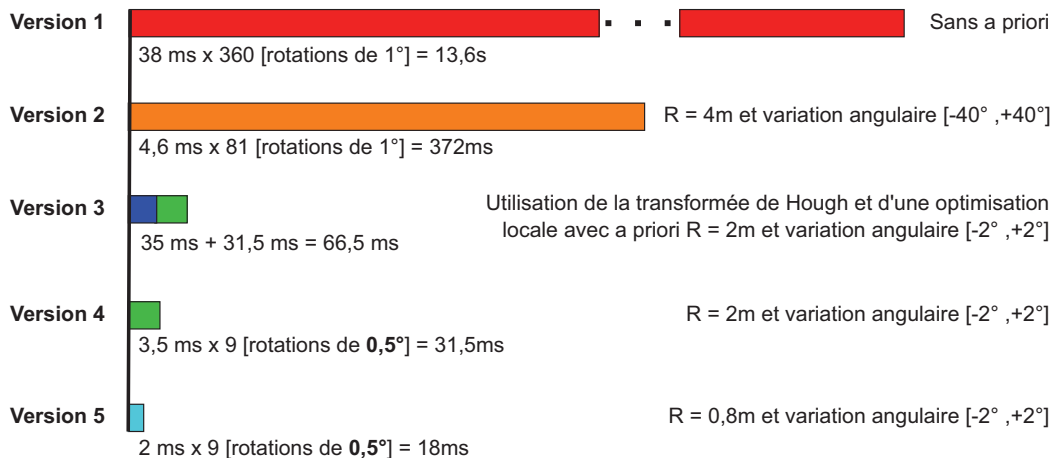 Version 1
Sans a priori
38 ms x 360 [rotations de 1°] = 13,6s
Version 2
R = 4m et variation angulaire [-40° ,+40°]
4,6 ms x 81 [rotations de 1°] = 372ms
Version 3
Utilisation de la transformée de Hough et d'une optimisation
locale avec a priori R = 2m et variation angulaire [-2° ,+2°]
35 ms + 31,5 ms = 66,5 ms
Version 4
R = 2m et variation angulaire [-2° ,+2°]
3,5 ms x 9 [rotations de 0,5°] = 31,5ms
Version 5
R = 0,8m et variation angulaire [-2° ,+2°]
2 ms x 9 [rotations de 0,5°] = 18ms